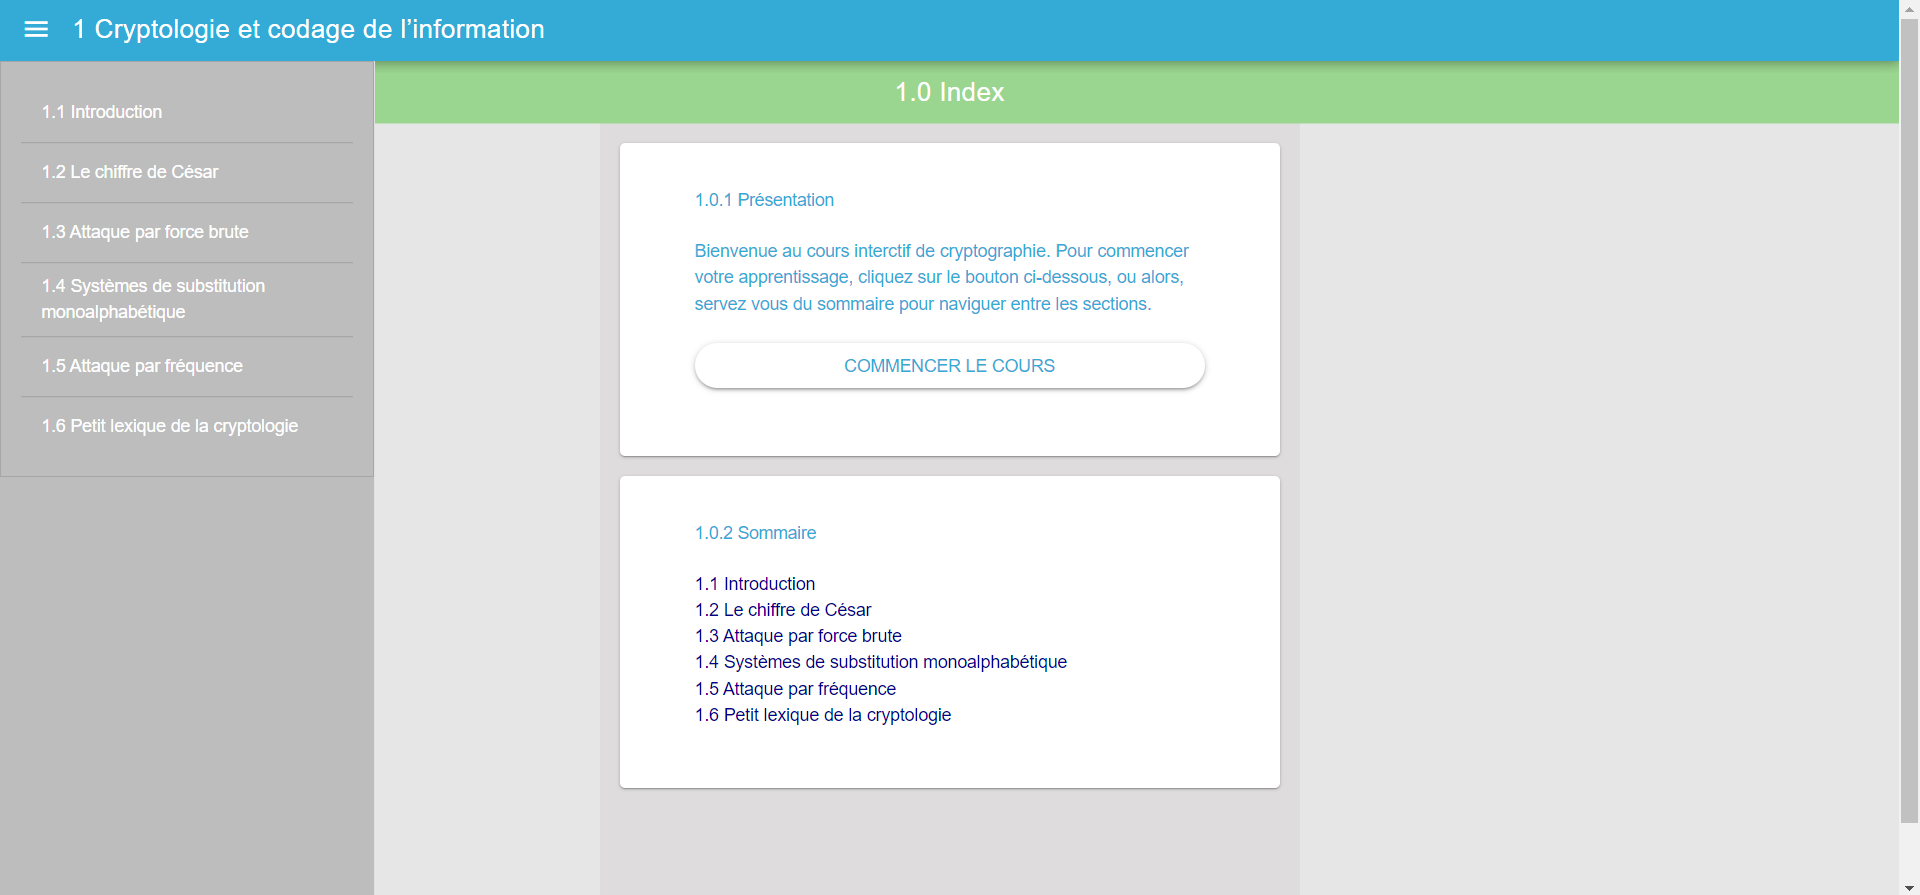 1 Cryptologie et codage de l’information
1.1 Introduction
1.2 Le chiffre de César
1.3 Attaque par force brute
1.4 Systèmes de substitution
monoalphabétique
1.5 Attaque par fréquence
1.6 Petit lexique de la cryptologie
1.0 Index
1.0.1 Présentation
Bienvenue au cours interctif de cryptographie. Pour commencer
votre apprentissage, cliquez sur le bouton ci-dessous, ou alors,
servez vous du sommaire pour naviguer entre les sections.
COMMENCER LE COURS
1.0.2 Sommaire
1.1 Introduction
1.2 Le chiffre de César
1.3 Attaque par force brute
1.4 Systèmes de substitution monoalphabétique
1.5 Attaque par fréquence
1.6 Petit lexique de la cryptologie